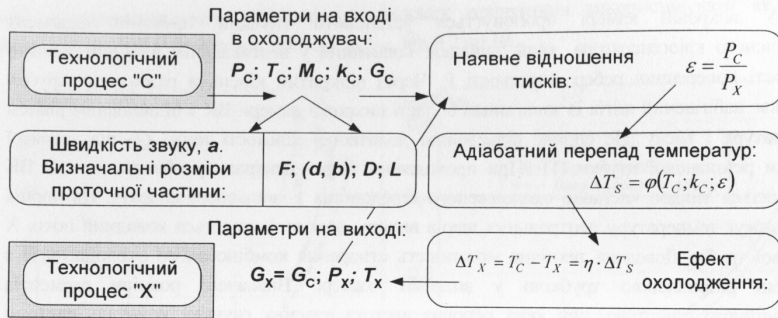 Параметри на вході
в охолоджувач:
Технологічний
процес "С"
P_C; T_C; M_C; k_C; G_C
Наявне відношення
тисків:
ε = P_C / P_X
Швидкість звуку, a.
Визначальні розміри
проточної частини:
F; (d, b); D; L
Адіабатний перепад температур:
ΔT_S = φ(T_C; k_C; ε)
Параметри на виході:
Технологічний
процес "Х"
G_X = G_C; P_X; T_X
ΔT_X = T_C − T_X = η · ΔT_S
Ефект
охолодження: